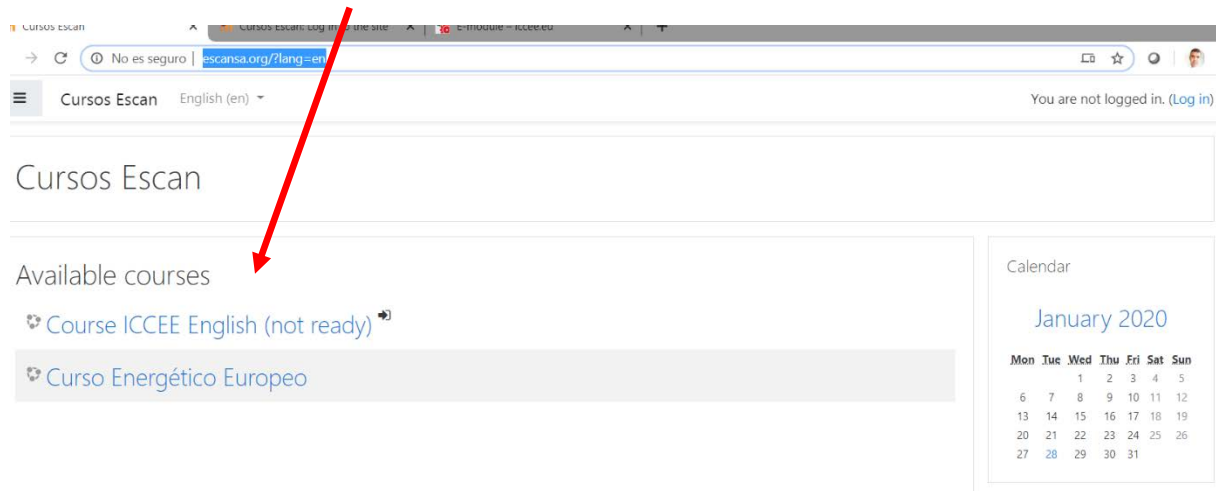 Cursos Escan Cursos Escan: Log in to the site E-module – iccee.eu
No es seguro | escansa.org/?lang=en
Cursos Escan English (en) You are not logged in. (Log in)
Cursos Escan
Available courses
Course ICCEE English (not ready)
Curso Energético Europeo
Calendar
January 2020
Mon Tue Wed Thu Fri Sat Sun
1 2 3 4 5
6 7 8 9 10 11 12
13 14 15 16 17 18 19
20 21 22 23 24 25 26
27 28 29 30 31